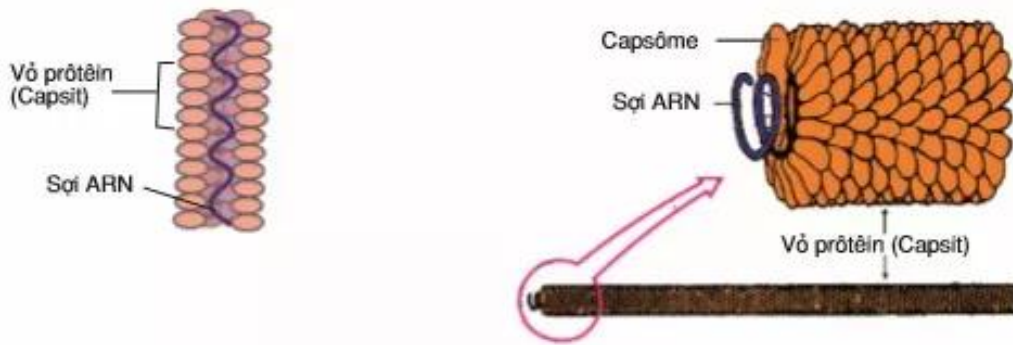 Vỏ prôtêin
(Capsit)
Sợi ARN
Capsôme
Sợi ARN
Vỏ prôtêin (Capsit)